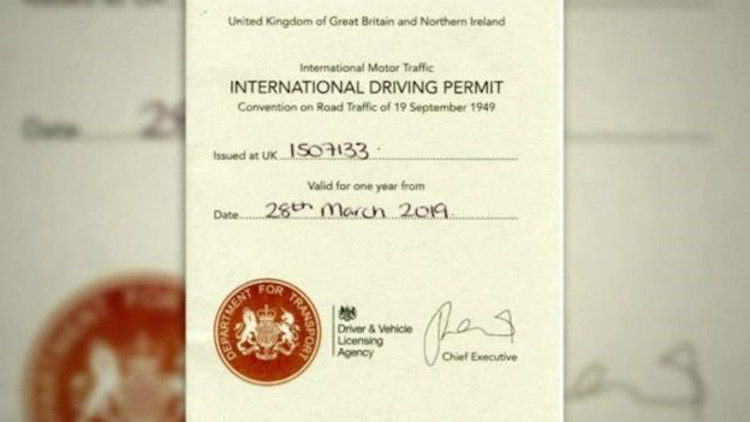 United Kingdom of Great Britain and Northern Ireland
International Motor Traffic
INTERNATIONAL DRIVING PERMIT
Convention on Road Traffic of 19 September 1949
Issued at UK 1507133
Valid for one year from
Date 28th March 2019.
DEPARTMENT FOR TRANSPORT
Driver & Vehicle
Licensing
Agency
Chief Executive
Date